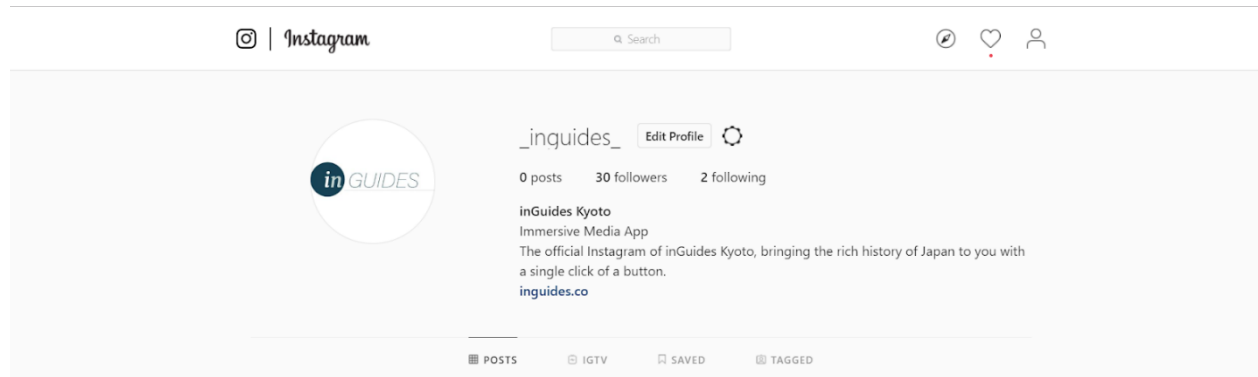 Instagram
Search
in GUIDES
_inguides_ Edit Profile
0 posts 30 followers 2 following
inGuides Kyoto
Immersive Media App
The official Instagram of inGuides Kyoto, bringing the rich history of Japan to you with
a single click of a button.
inguides.co
POSTS IGTV SAVED TAGGED